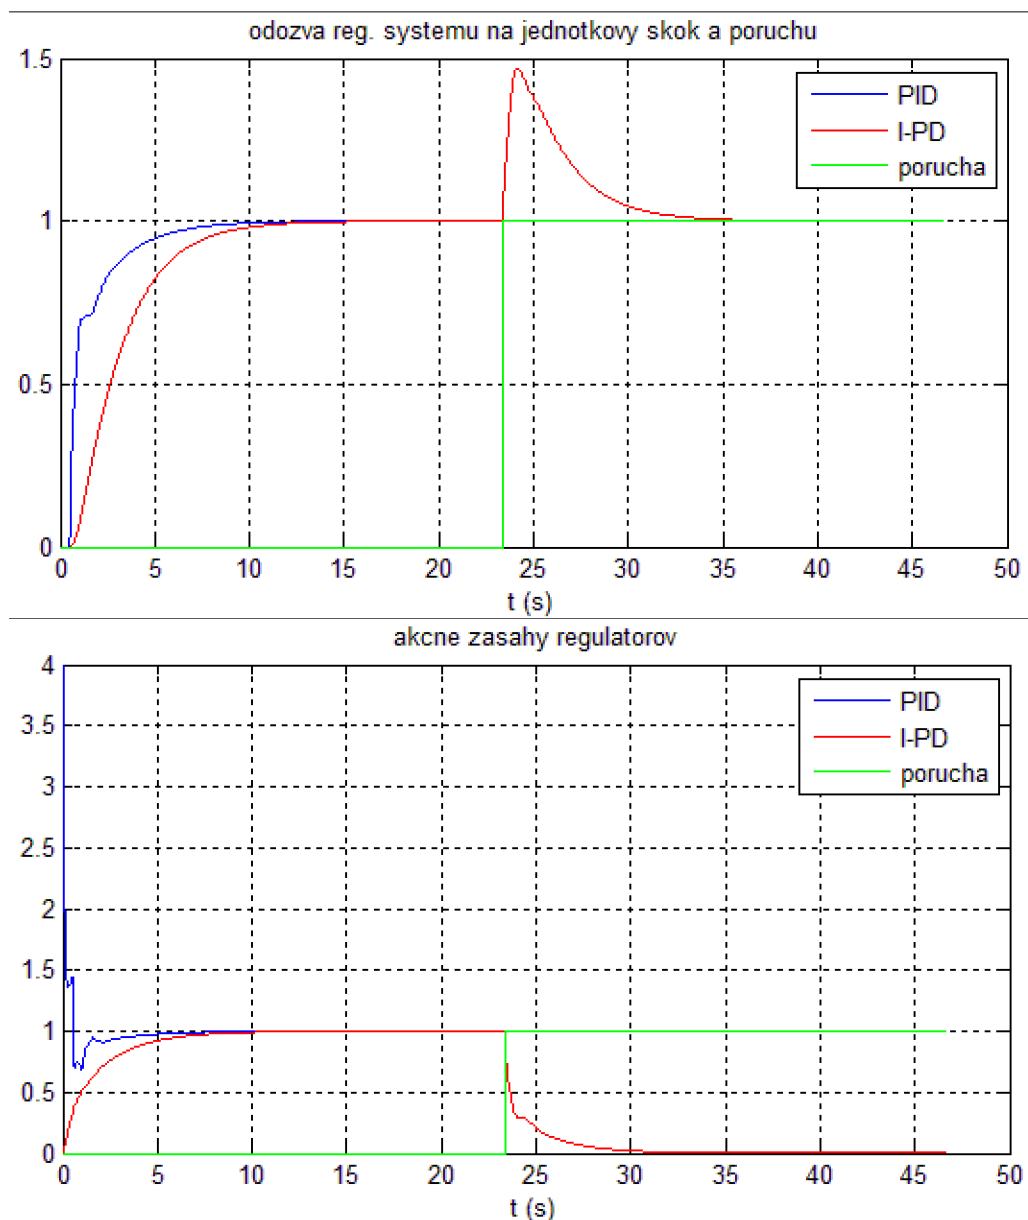 odozva reg. systemu na jednotkovy skok a poruchu
1.5
1
0.5
0
PID
I-PD
porucha
0 5 10 15 20 25 30 35 40 45 50
t (s)
akcne zasahy regulatorov
4
3.5
3
2.5
2
1.5
1
0.5
0
PID
I-PD
porucha
0 5 10 15 20 25 30 35 40 45 50
t (s)